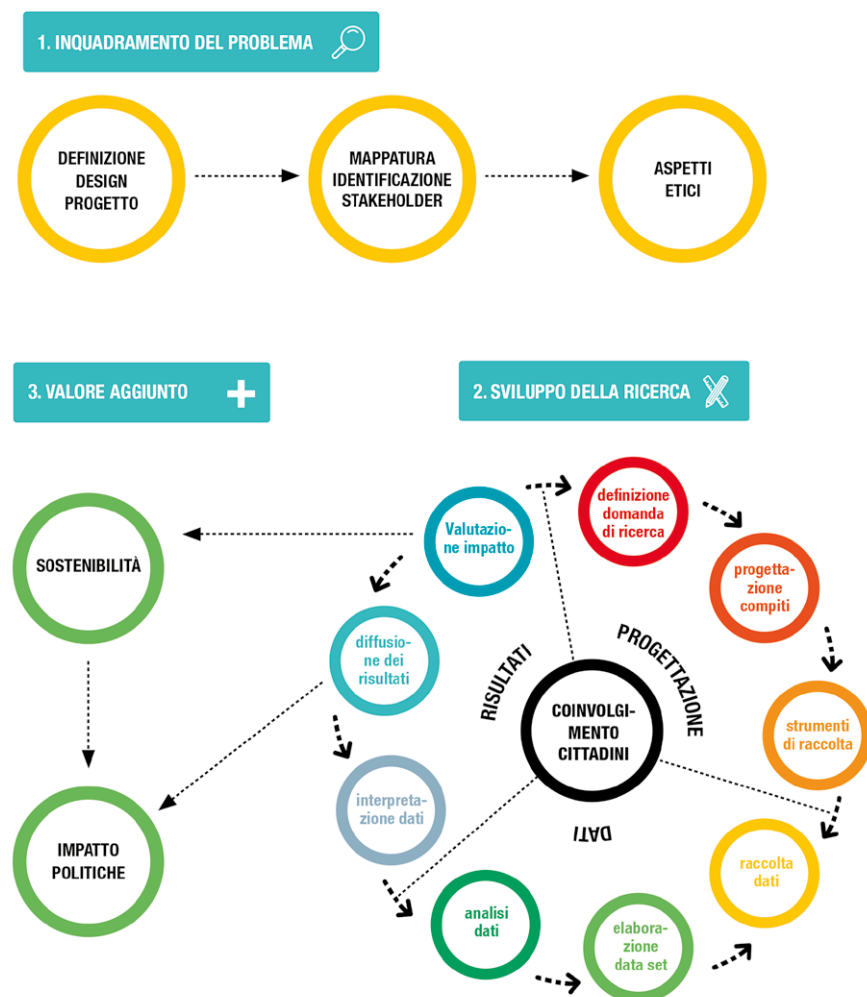 1. INQUADRAMENTO DEL PROBLEMA
DEFINIZIONE
DESIGN
PROGETTO
MAPPATURA
IDENTIFICAZIONE
STAKEHOLDER
ASPETTI
ETICI
3. VALORE AGGIUNTO
2. SVILUPPO DELLA RICERCA
SOSTENIBILITÀ
IMPATTO
POLITICHE
Valutazio-
ne impatto
definizione
domanda
di ricerca
progetta-
zione
compiti
strumenti
di raccolta
raccolta
dati
elabora-
zione
data set
analisi
dati
interpreta-
zione dati
diffusio-
ne dei
risultati
RISULTATI
PROGETTAZIONE
DATI
COINVOLGI-
MENTO
CITTADINI